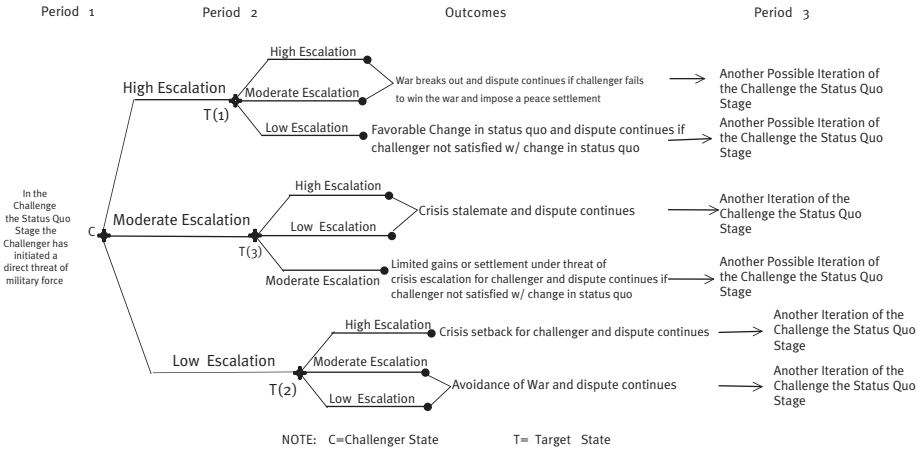 Period 1
Period 2
Outcomes
Period 3
High Escalation
High Escalation
Moderate Escalation
T(1)
Low Escalation
War breaks out and dispute continues if challenger fails
to win the war and impose a peace settlement
Another Possible Iteration of
the Challenge the Status Quo
Stage
Favorable Change in status quo and dispute continues if
challenger not satisfied w/ change in status quo
Another Possible Iteration of
the Challenge the Status Quo
Stage
In the
Challenge
the Status Quo
Stage the Challenger has
initiated a
direct threat of
military force
C
Moderate Escalation
High Escalation
Low Escalation
T(3)
Moderate Escalation
Crisis stalemate and dispute continues
Another Iteration of the
Challenge the Status Quo
Stage
Limited gains or settlement under threat of
crisis escalation for challenger and dispute continues if
challenger not satisfied w/ change in status quo
Another Possible Iteration of
the Challenge the Status Quo
Stage
Low Escalation
High Escalation
Moderate Escalation
T(2)
Low Escalation
Crisis setback for challenger and dispute continues
Another Iteration of the
Challenge the Status Quo
Stage
Avoidance of War and dispute continues
Another Iteration of the
Challenge the Status Quo
Stage
NOTE: C=Challenger State T= Target State